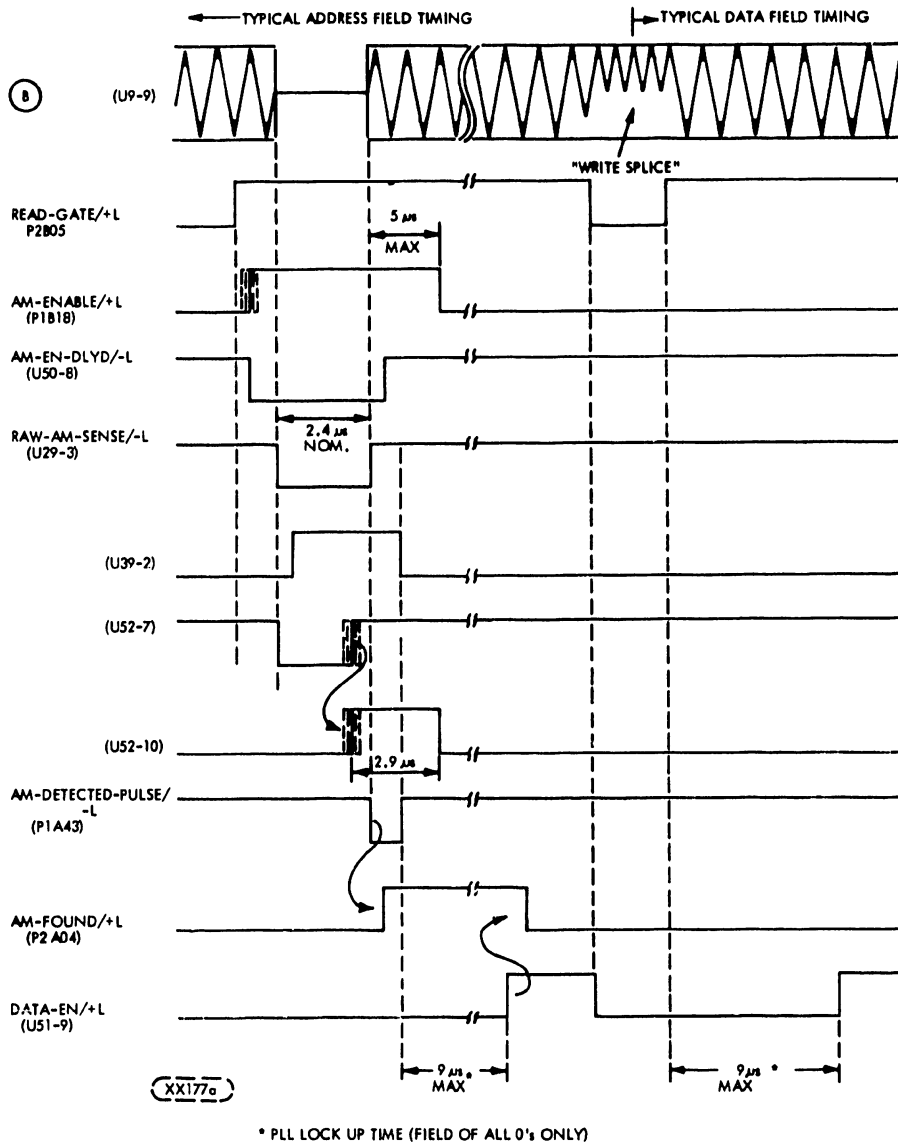 TYPICAL ADDRESS FIELD TIMING
TYPICAL DATA FIELD TIMING
B
(U9-9)
"WRITE SPLICE"
READ-GATE/+L
P2B05
5 μs
MAX
AM-ENABLE/+L
(P1B18)
AM-EN-DLYD/-L
(U50-8)
2.4 μs
NOM.
RAW-AM-SENSE/-L
(U29-3)
(U39-2)
(U52-7)
(U52-10)
2.9 μs
AM-DETECTED-PULSE/
-L
(P1A43)
AM-FOUND/+L
(P2A04)
DATA-EN/+L
(U51-9)
9 μs *
MAX
9 μs *
MAX
XX177a
* PLL LOCK UP TIME (FIELD OF ALL 0's ONLY)